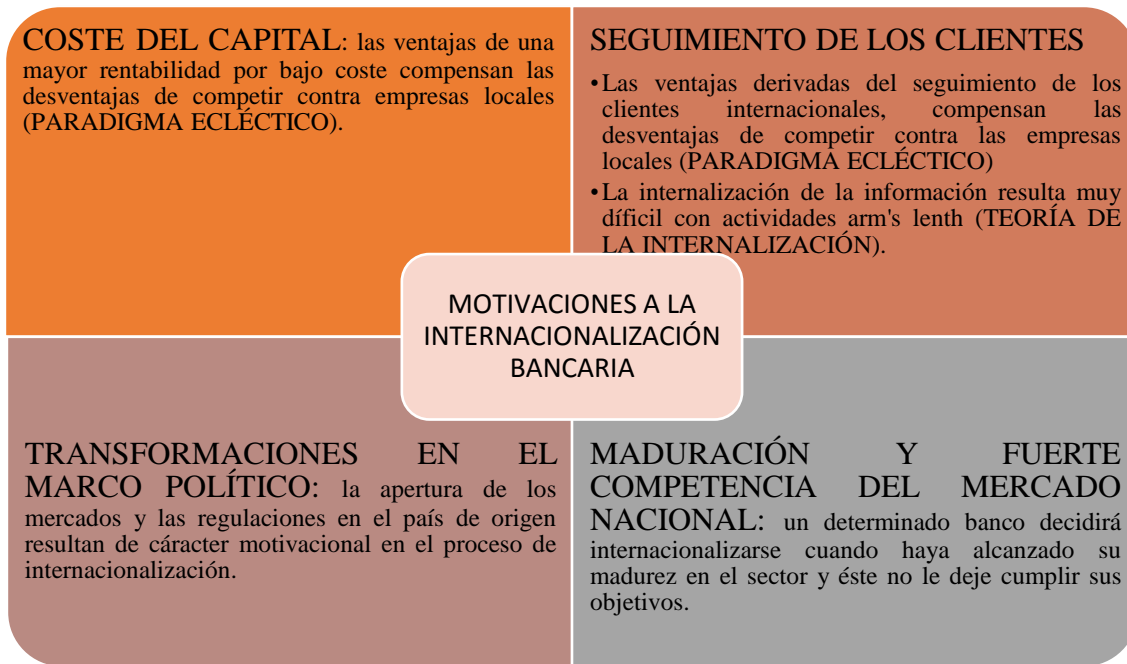 COSTE DEL CAPITAL: las ventajas de una
mayor rentabilidad por bajo coste compensan las
desventajas de competir contra empresas locales
(PARADIGMA ECLÉCTICO).
SEGUIMIENTO DE LOS CLIENTES
•Las ventajas derivadas del seguimiento de los
clientes internacionales, compensan las
desventajas de competir contra las empresas
locales (PARADIGMA ECLÉCTICO)
•La internalización de la información resulta muy
díficil con actividades arm's lenth (TEORÍA DE
LA INTERNALIZACIÓN).
MOTIVACIONES A LA
INTERNACIONALIZACIÓN
BANCARIA
TRANSFORMACIONES EN EL
MARCO POLÍTICO: la apertura de los
mercados y las regulaciones en el país de origen
resultan de cáracter motivacional en el proceso de
internacionalización.
MADURACIÓN Y FUERTE
COMPETENCIA DEL MERCADO
NACIONAL: un determinado banco decidirá
internacionalizarse cuando haya alcanzado su
madurez en el sector y éste no le deje cumplir sus
objetivos.